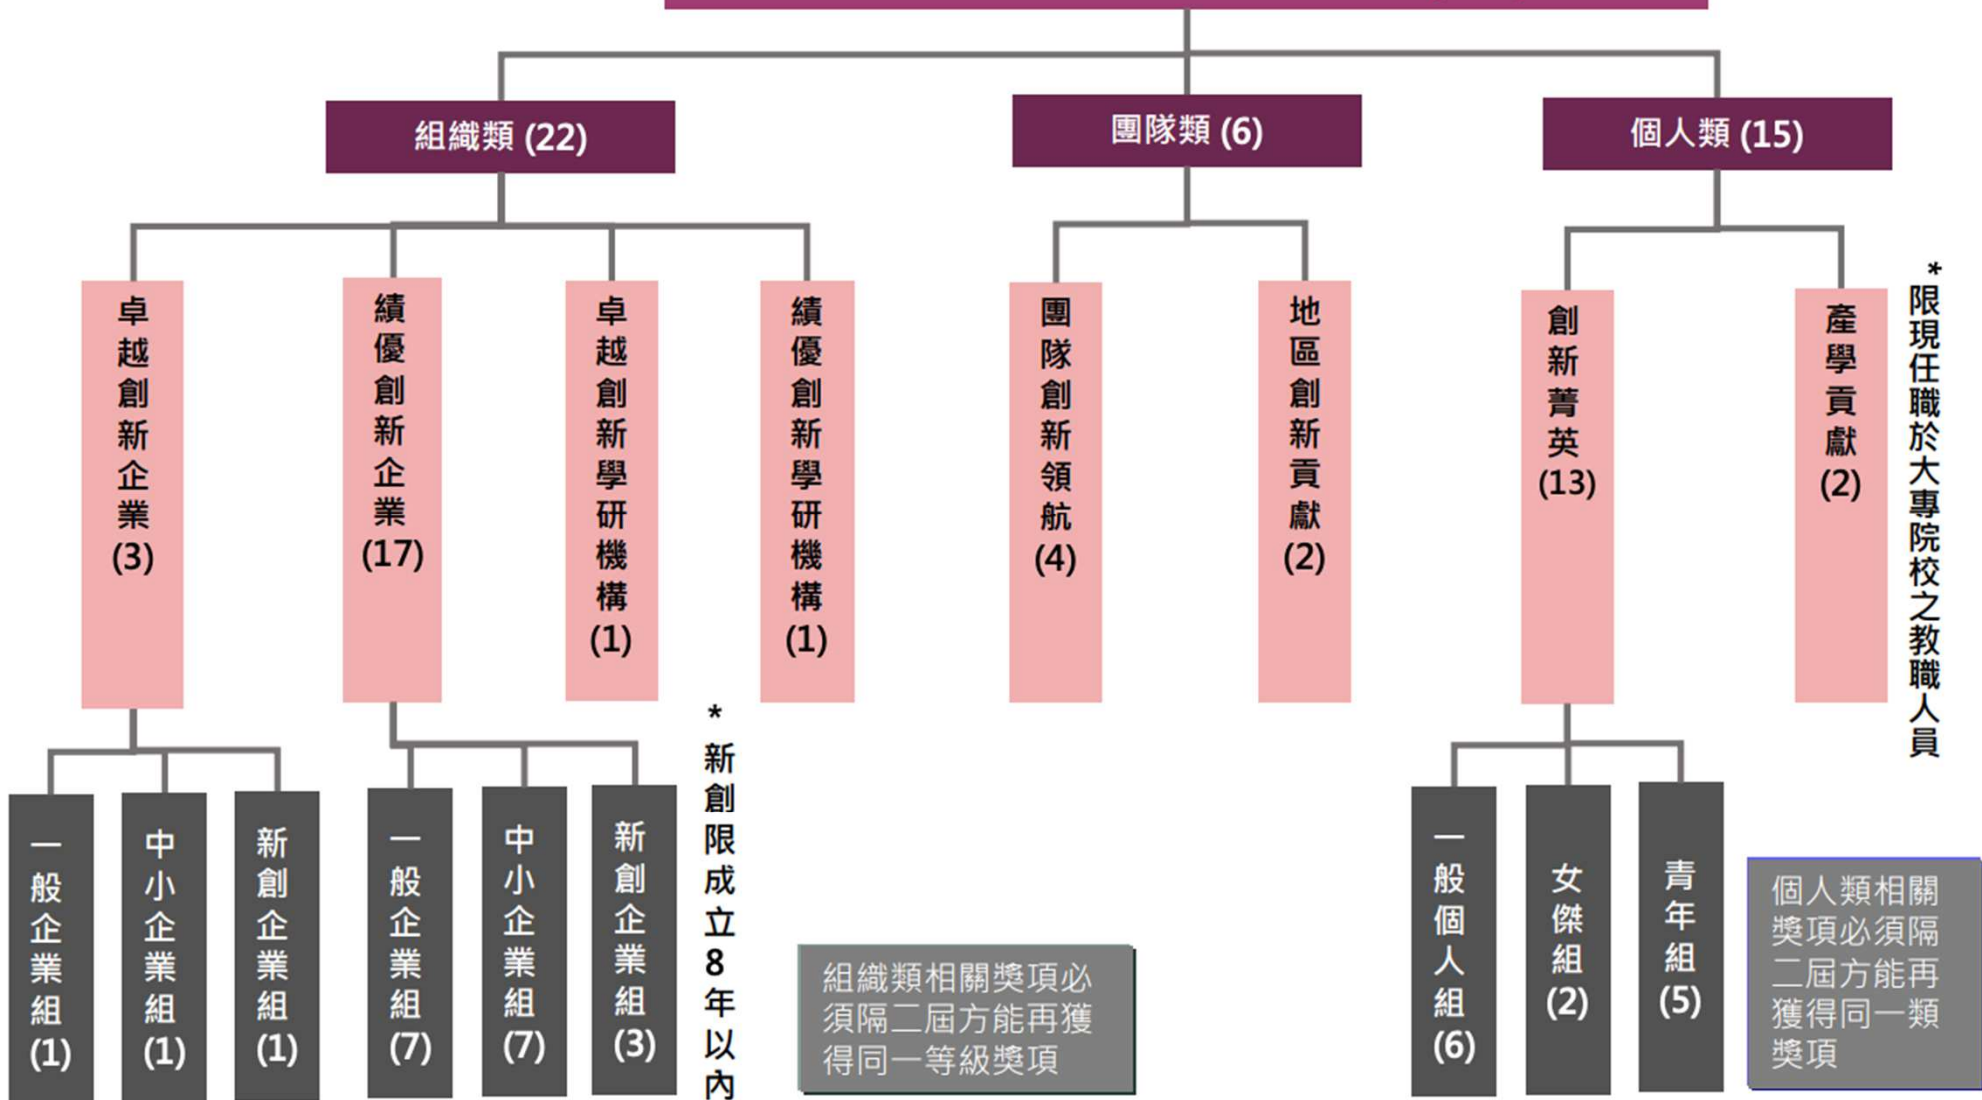 組織類 (22)
團隊類 (6)
個人類 (15)
卓越創新企業(3)
績優創新企業(17)
卓越創新學研機構(1)
績優創新學研機構(1)
團隊創新領航(4)
地區創新貢獻(2)
創新菁英(13)
產學貢獻(2)
*限現任職於大專院校之教職人員
一般企業組(1)
中小企業組(1)
新創企業組(1)
一般企業組(7)
中小企業組(7)
新創企業組(3)
*新創限成立8年以內
組織類相關獎項必
須隔二屆方能再獲
得同一等級獎項
一般個人組(6)
女傑組(2)
青年組(5)
個人類相關
獎項必須隔
二屆方能再
獲得同一類
獎項